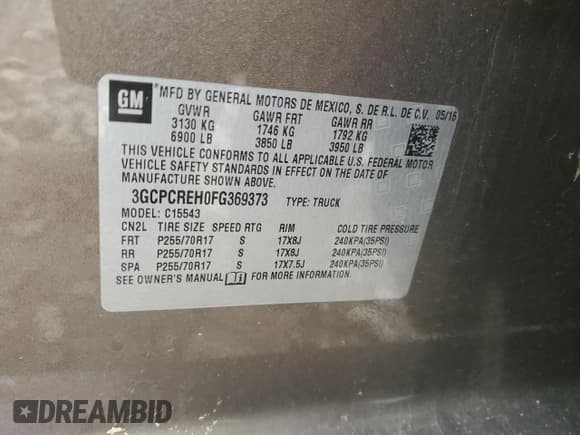 GM
MFD BY GENERAL MOTORS DE MEXICO, S. DE R.L. DE C.V. 05/15
GVWR GAWR FRT GAWR RR
3130 KG 1746 KG 1792 KG
6900 LB 3850 LB 3950 LB
THIS VEHICLE CONFORMS TO ALL APPLICABLE U.S. FEDERAL MOTOR
VEHICLE SAFETY STANDARDS IN EFFECT ON THE DATE OF
MANUFACTURE SHOWN ABOVE.
3GCPCREH0FG369373 TYPE: TRUCK
MODEL: C15543
CN2L TIRE SIZE SPEED RTG RIM COLD TIRE PRESSURE
FRT P255/70R17 S 17X8J 240KPA(35PSI)
RR P255/70R17 S 17X8J 240KPA(35PSI)
SPA P255/70R17 S 17X7.5J 240KPA(35PSI)
SEE OWNER'S MANUAL FOR MORE INFORMATION.
DREAMBID